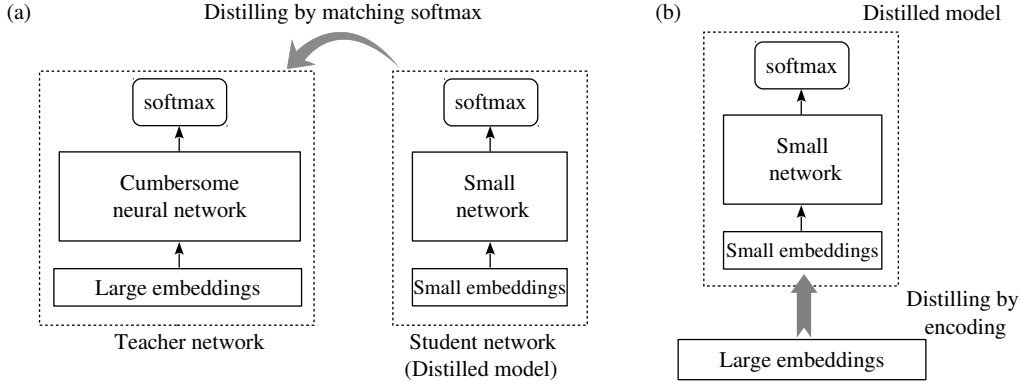 (a)
Distilling by matching softmax
softmax
Cumbersome
neural network
Large embeddings
Teacher network
softmax
Small
network
Small embeddings
Student network
(Distilled model)
(b)
Distilled model
softmax
Small
network
Small embeddings
Distilling by
encoding
Large embeddings